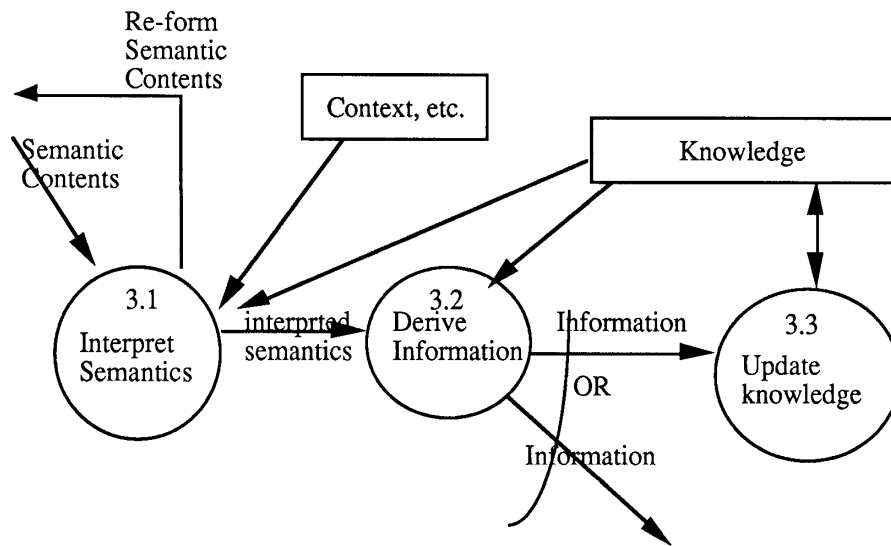 Re-form
Semantic
Contents
Context, etc.
Knowledge
Semantic
Contents
3.1
Interpret
Semantics
interprted
semantics
3.2
Derive
Information
Information
OR
Information
3.3
Update
knowledge